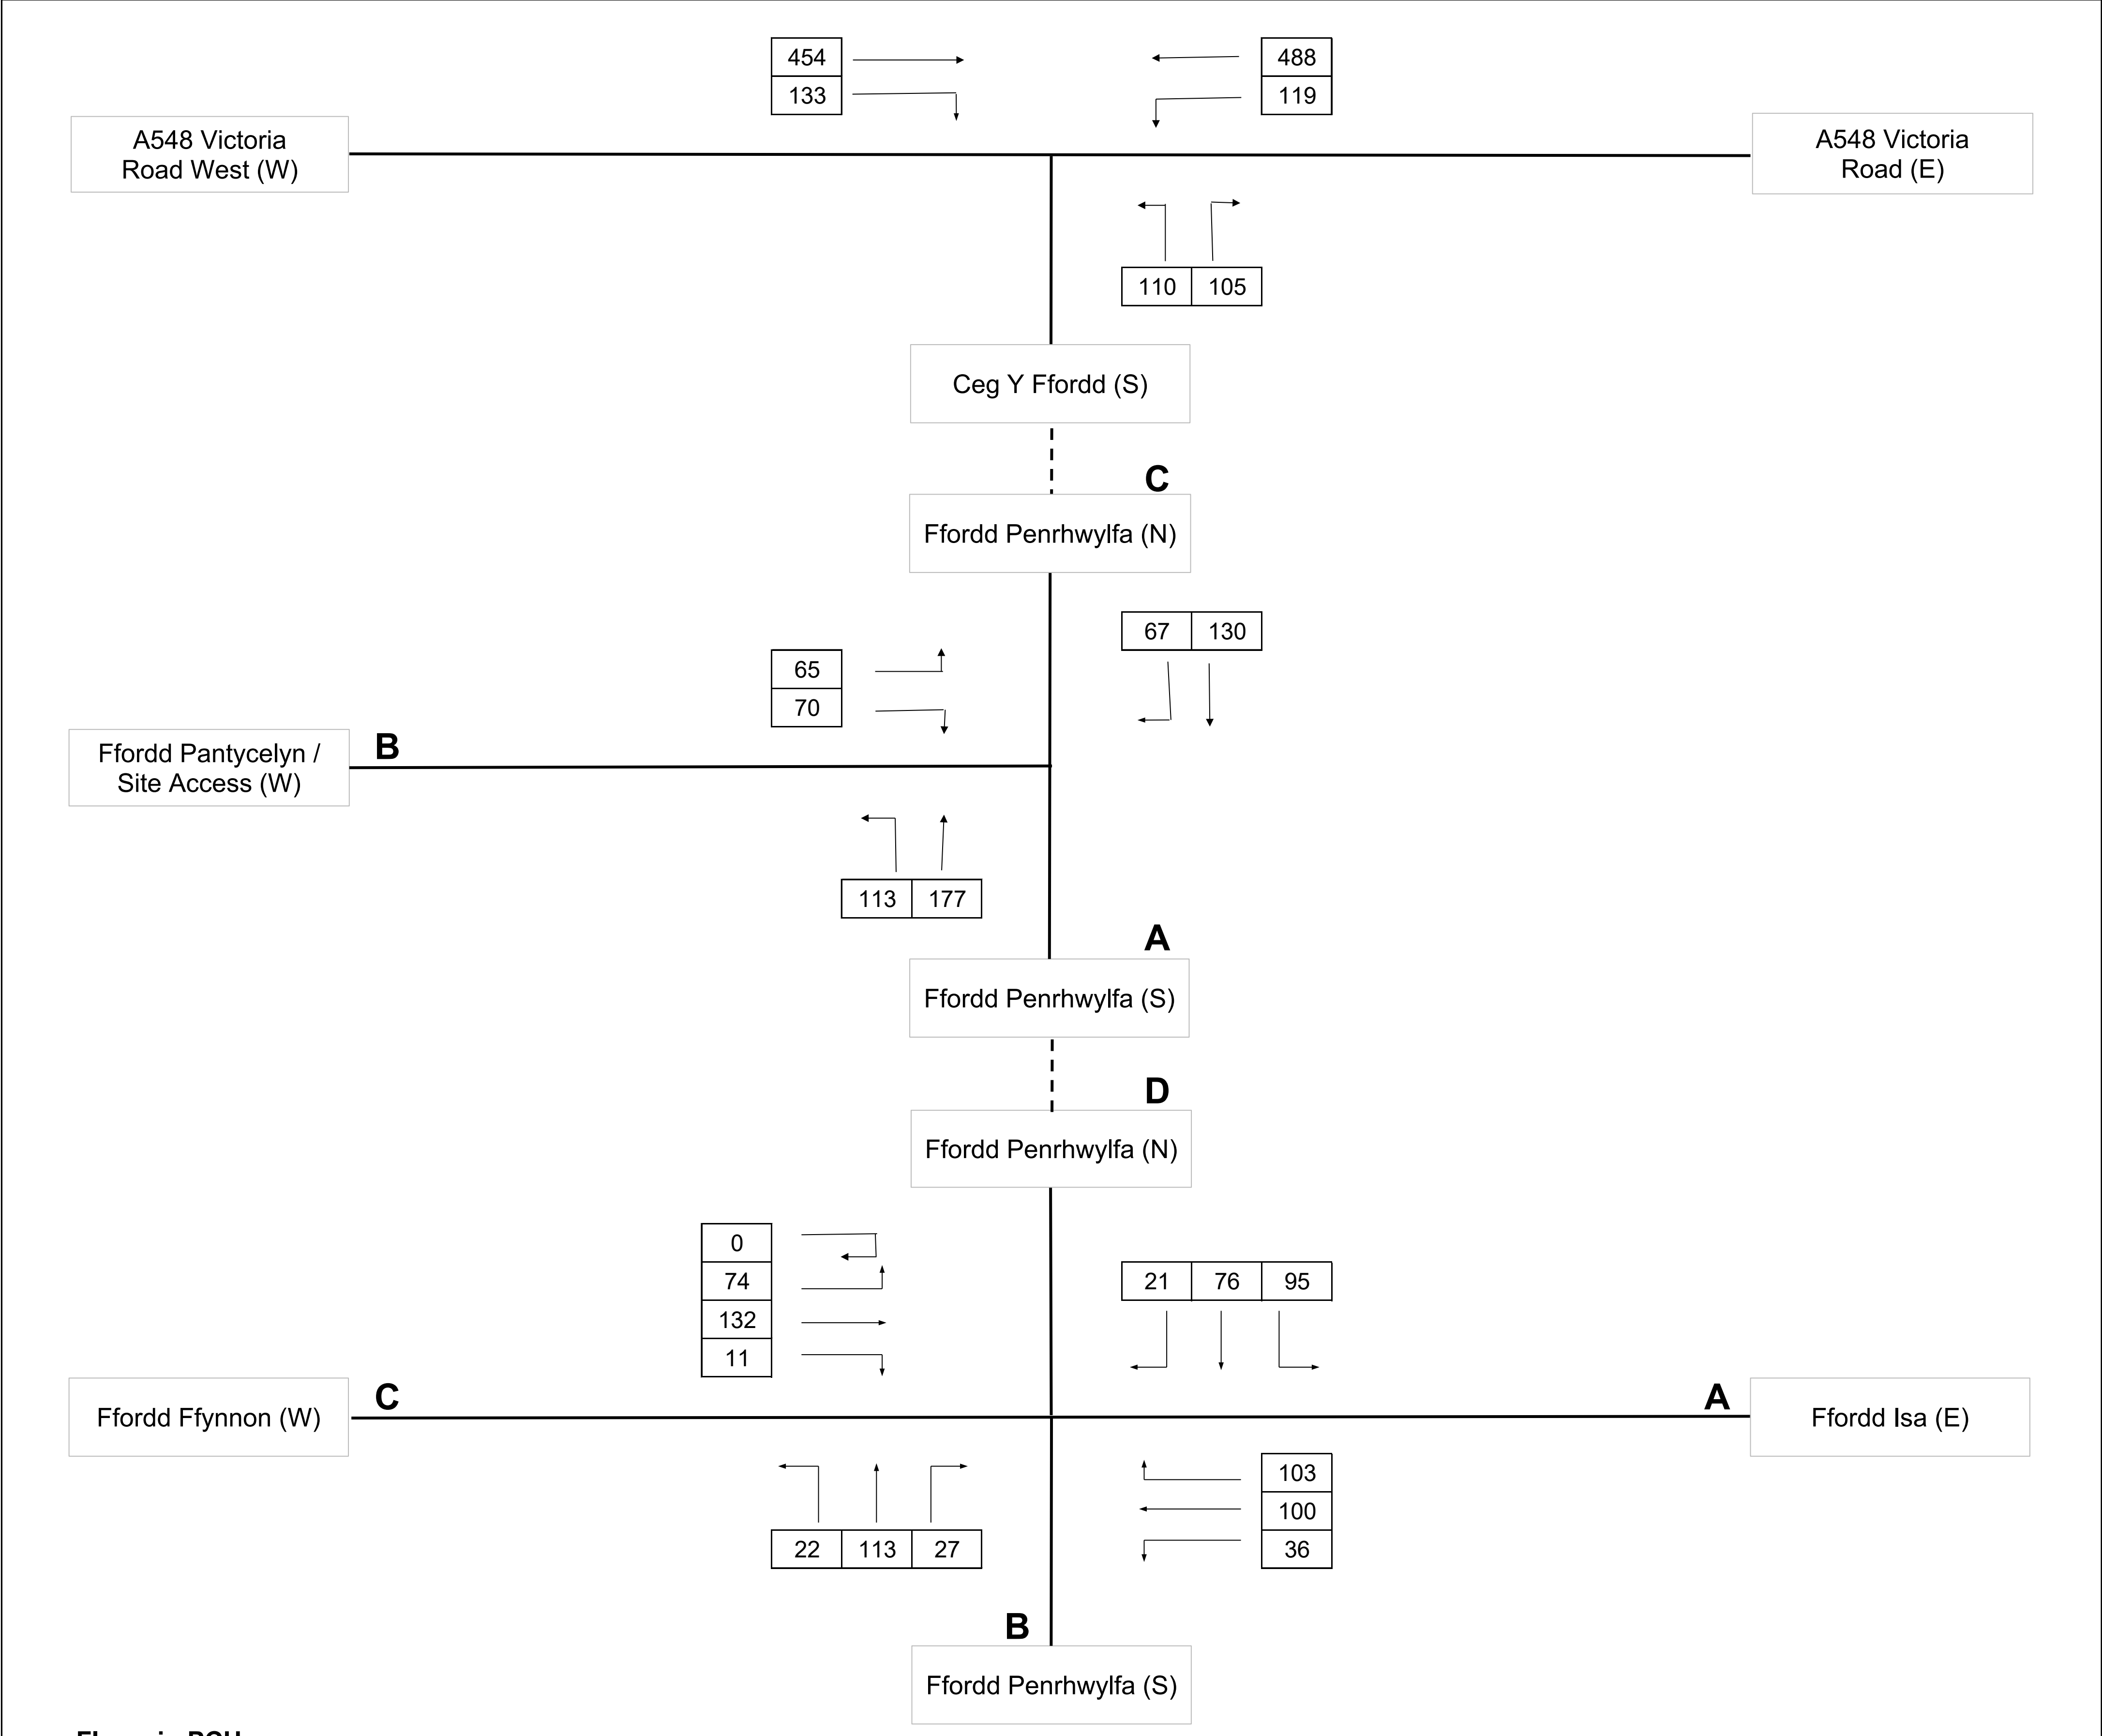 454
488
133
119
A548 Victoria
Road West (W)
A548 Victoria
Road (E)
110 105
Ceg Y Ffordd (S)
C
Ffordd Penrhwylfa (N)
67 130
65
70
B
Ffordd Pantycelyn /
Site Access (W)
113 177
A
Ffordd Penrhwylfa (S)
D
Ffordd Penrhwylfa (N)
0
74
132
11
21 76 95
C
A
Ffordd Ffynnon (W)
Ffordd Isa (E)
103
100
36
22 113 27
B
Ffordd Penrhwylfa (S)